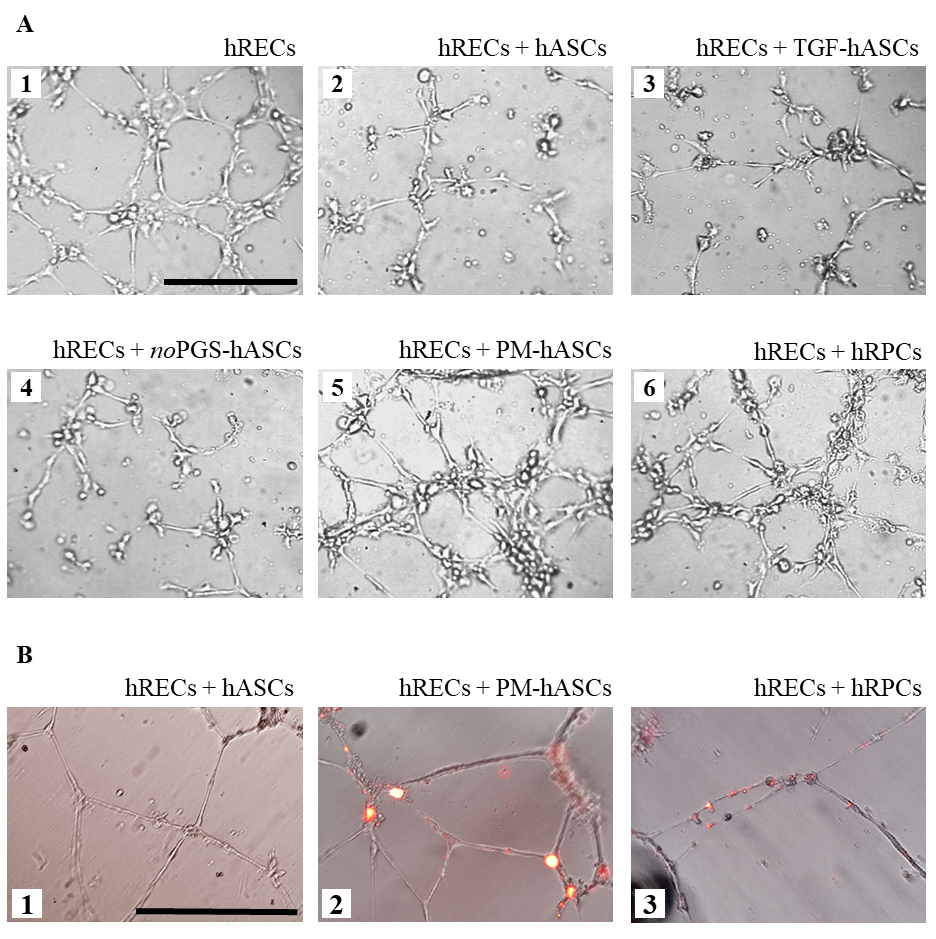 A
hRECs
hRECs + hASCs
hRECs + TGF-hASCs
1
2
3
hRECs + noPGS-hASCs
hRECs + PM-hASCs
hRECs + hRPCs
4
5
6
B
hRECs + hASCs
hRECs + PM-hASCs
hRECs + hRPCs
1
2
3